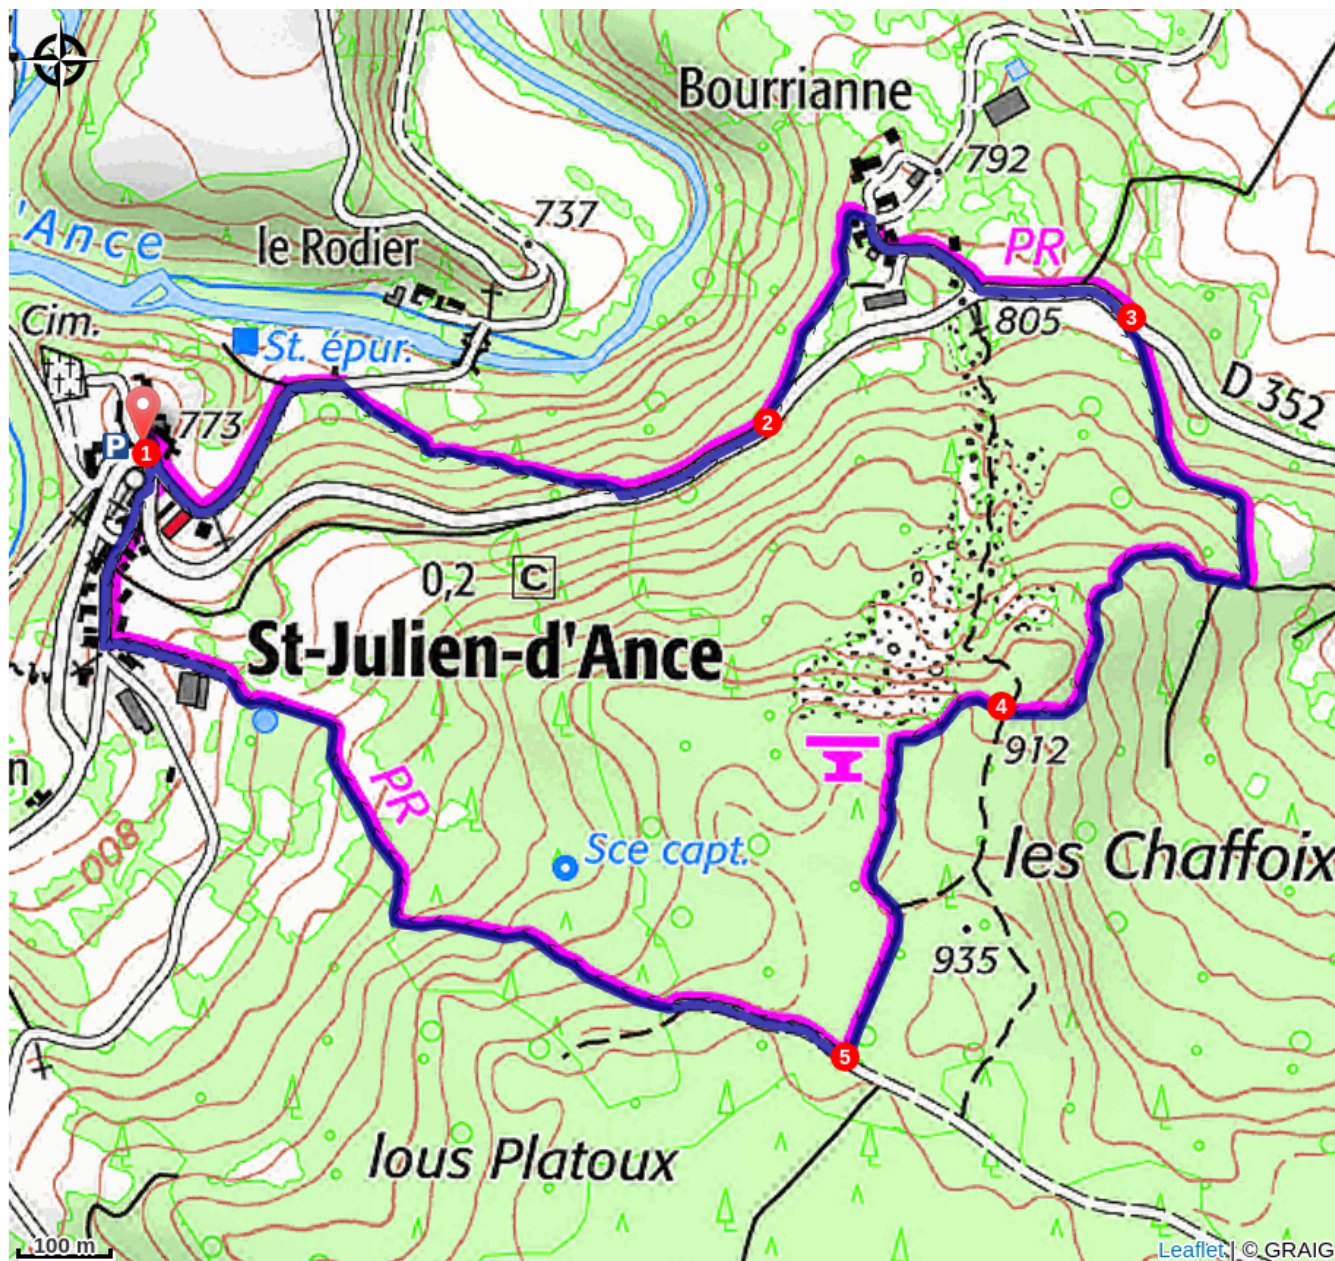 Bourrianne
792
737
'Ance
le Rodier
PR
Cim.
St. épur.
805
3
D 352
773
2
P
1
0,2 C
St-Julien-d'Ance
4
912
n
PR
800
Sce capt.
les Chaffoix
935
5
lous Platoux
100 m
Leaflet | © GRAIG